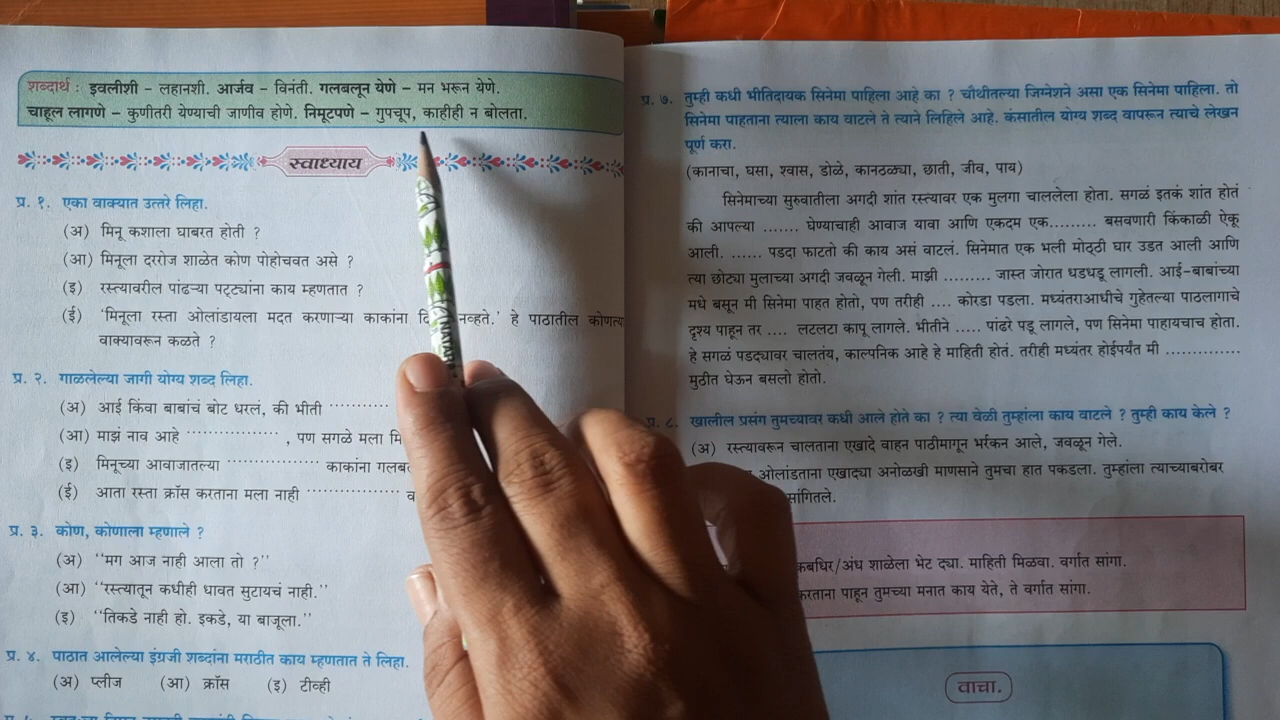 शब्दार्थ : इवलीशी – लहानशी. आर्जव – विनंती. गलबलून येणे – मन भरून येणे.
चाहूल लागणे – कुणीतरी येण्याची जाणीव होणे. निमूटपणे – गुपचूप, काहीही न बोलता.
स्वाध्याय
प्र. १. एका वाक्यात उत्तरे लिहा.
(अ) मिनू कशाला घाबरत होती ?
(आ) मिनूला दररोज शाळेत कोण पोहोचवत असे ?
(इ) रस्त्यावरील पांढऱ्या पट्ट्यांना काय म्हणतात ?
(ई) ‘मिनूला रस्ता ओलांडायला मदत करणाऱ्या काकांना दि नव्हते.’ हे पाठातील कोणत्या
वाक्यावरून कळते ?
प्र. २. गाळलेल्या जागी योग्य शब्द लिहा.
(अ) आई किंवा बाबांचं बोट धरलं, की भीती ...........
(आ) माझं नाव आहे ................ , पण सगळे मला मि
(इ) मिनूच्या आवाजातल्या ................ काकांना गलब
(ई) आता रस्ता क्रॉस करताना मला नाही ................ व
प्र. ३. कोण, कोणाला म्हणाले ?
(अ) “मग आज नाही आला तो ?”
(आ) “रस्त्यातून कधीही धावत सुटायचं नाही.”
(इ) “तिकडे नाही हो. इकडे, या बाजूला.”
प्र. ४. पाठात आलेल्या इंग्रजी शब्दांना मराठीत काय म्हणतात ते लिहा.
(अ) प्लीज (आ) क्रॉस (इ) टीव्ही
प्र. ७. तुम्ही कधी भीतिदायक सिनेमा पाहिला आहे का ? चौथीतल्या जिग्नेशने असा एक सिनेमा पाहिला. तो
सिनेमा पाहताना त्याला काय वाटले ते त्याने लिहिले आहे. कंसातील योग्य शब्द वापरून त्याचे लेखन
पूर्ण करा.
(कानाचा, घसा, श्वास, डोळे, कानठळ्या, छाती, जीव, पाय)
सिनेमाच्या सुरुवातीला अगदी शांत रस्त्यावर एक मुलगा चाललेला होता. सगळं इतकं शांत होतं
की आपल्या ....... घेण्याचाही आवाज यावा आणि एकदम एक......... बसवणारी किंकाळी ऐकू
आली. ...... पडदा फाटतो की काय असं वाटलं. सिनेमात एक भली मोठ्ठी घार उडत आली आणि
त्या छोट्या मुलाच्या अगदी जवळून गेली. माझी ......... जास्त जोरात धडधडू लागली. आई-बाबांच्या
मधे बसून मी सिनेमा पाहत होतो, पण तरीही .... कोरडा पडला. मध्यंतराआधीचे गुहेतल्या पाठलागाचे
दृश्य पाहून तर .... लटलटा कापू लागले. भीतीने ..... पांढरे पडू लागले, पण सिनेमा पाहायचाच होता.
हे सगळं पडद्यावर चालतंय, काल्पनिक आहे हे माहिती होतं. तरीही मध्यंतर होईपर्यंत मी ..............
मुठीत घेऊन बसलो होतो.
प्र. ८. खालील प्रसंग तुमच्यावर कधी आले होते का ? त्या वेळी तुम्हांला काय वाटले ? तुम्ही काय केले ?
(अ) रस्त्यावरून चालताना एखादे वाहन पाठीमागून भर्रकन आले, जवळून गेले.
ओलांडताना एखाद्या अनोळखी माणसाने तुमचा हात पकडला. तुम्हांला त्याच्याबरोबर
सांगितले.
कबधिर/अंध शाळेला भेट द्या. माहिती मिळवा. वर्गात सांगा.
करताना पाहून तुमच्या मनात काय येते, ते वर्गात सांगा.
वाचा.